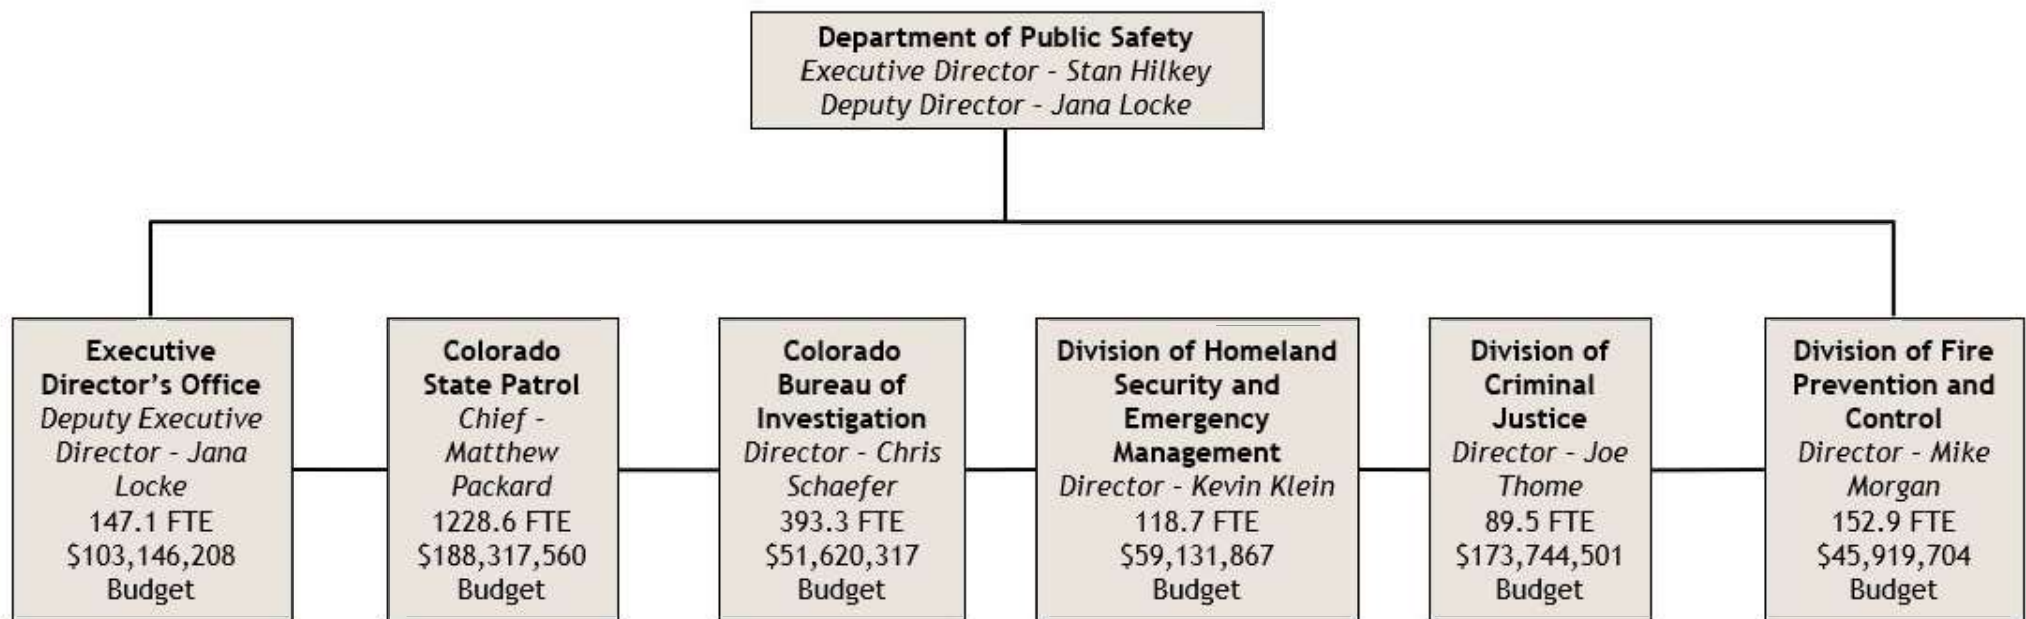 Department of Public Safety
Executive Director - Stan Hilkey
Deputy Director - Jana Locke
Executive
Director's Office
Deputy Executive
Director - Jana
Locke
147.1 FTE
$103,146,208
Budget
Colorado
State Patrol
Chief -
Matthew
Packard
1228.6 FTE
$188,317,560
Budget
Colorado
Bureau of
Investigation
Director - Chris
Schaefer
393.3 FTE
$51,620,317
Budget
Division of Homeland
Security and
Emergency
Management
Director - Kevin Klein
118.7 FTE
$59,131,867
Budget
Division of
Criminal
Justice
Director - Joe
Thome
89.5 FTE
$173,744,501
Budget
Division of Fire
Prevention and
Control
Director - Mike
Morgan
152.9 FTE
$45,919,704
Budget